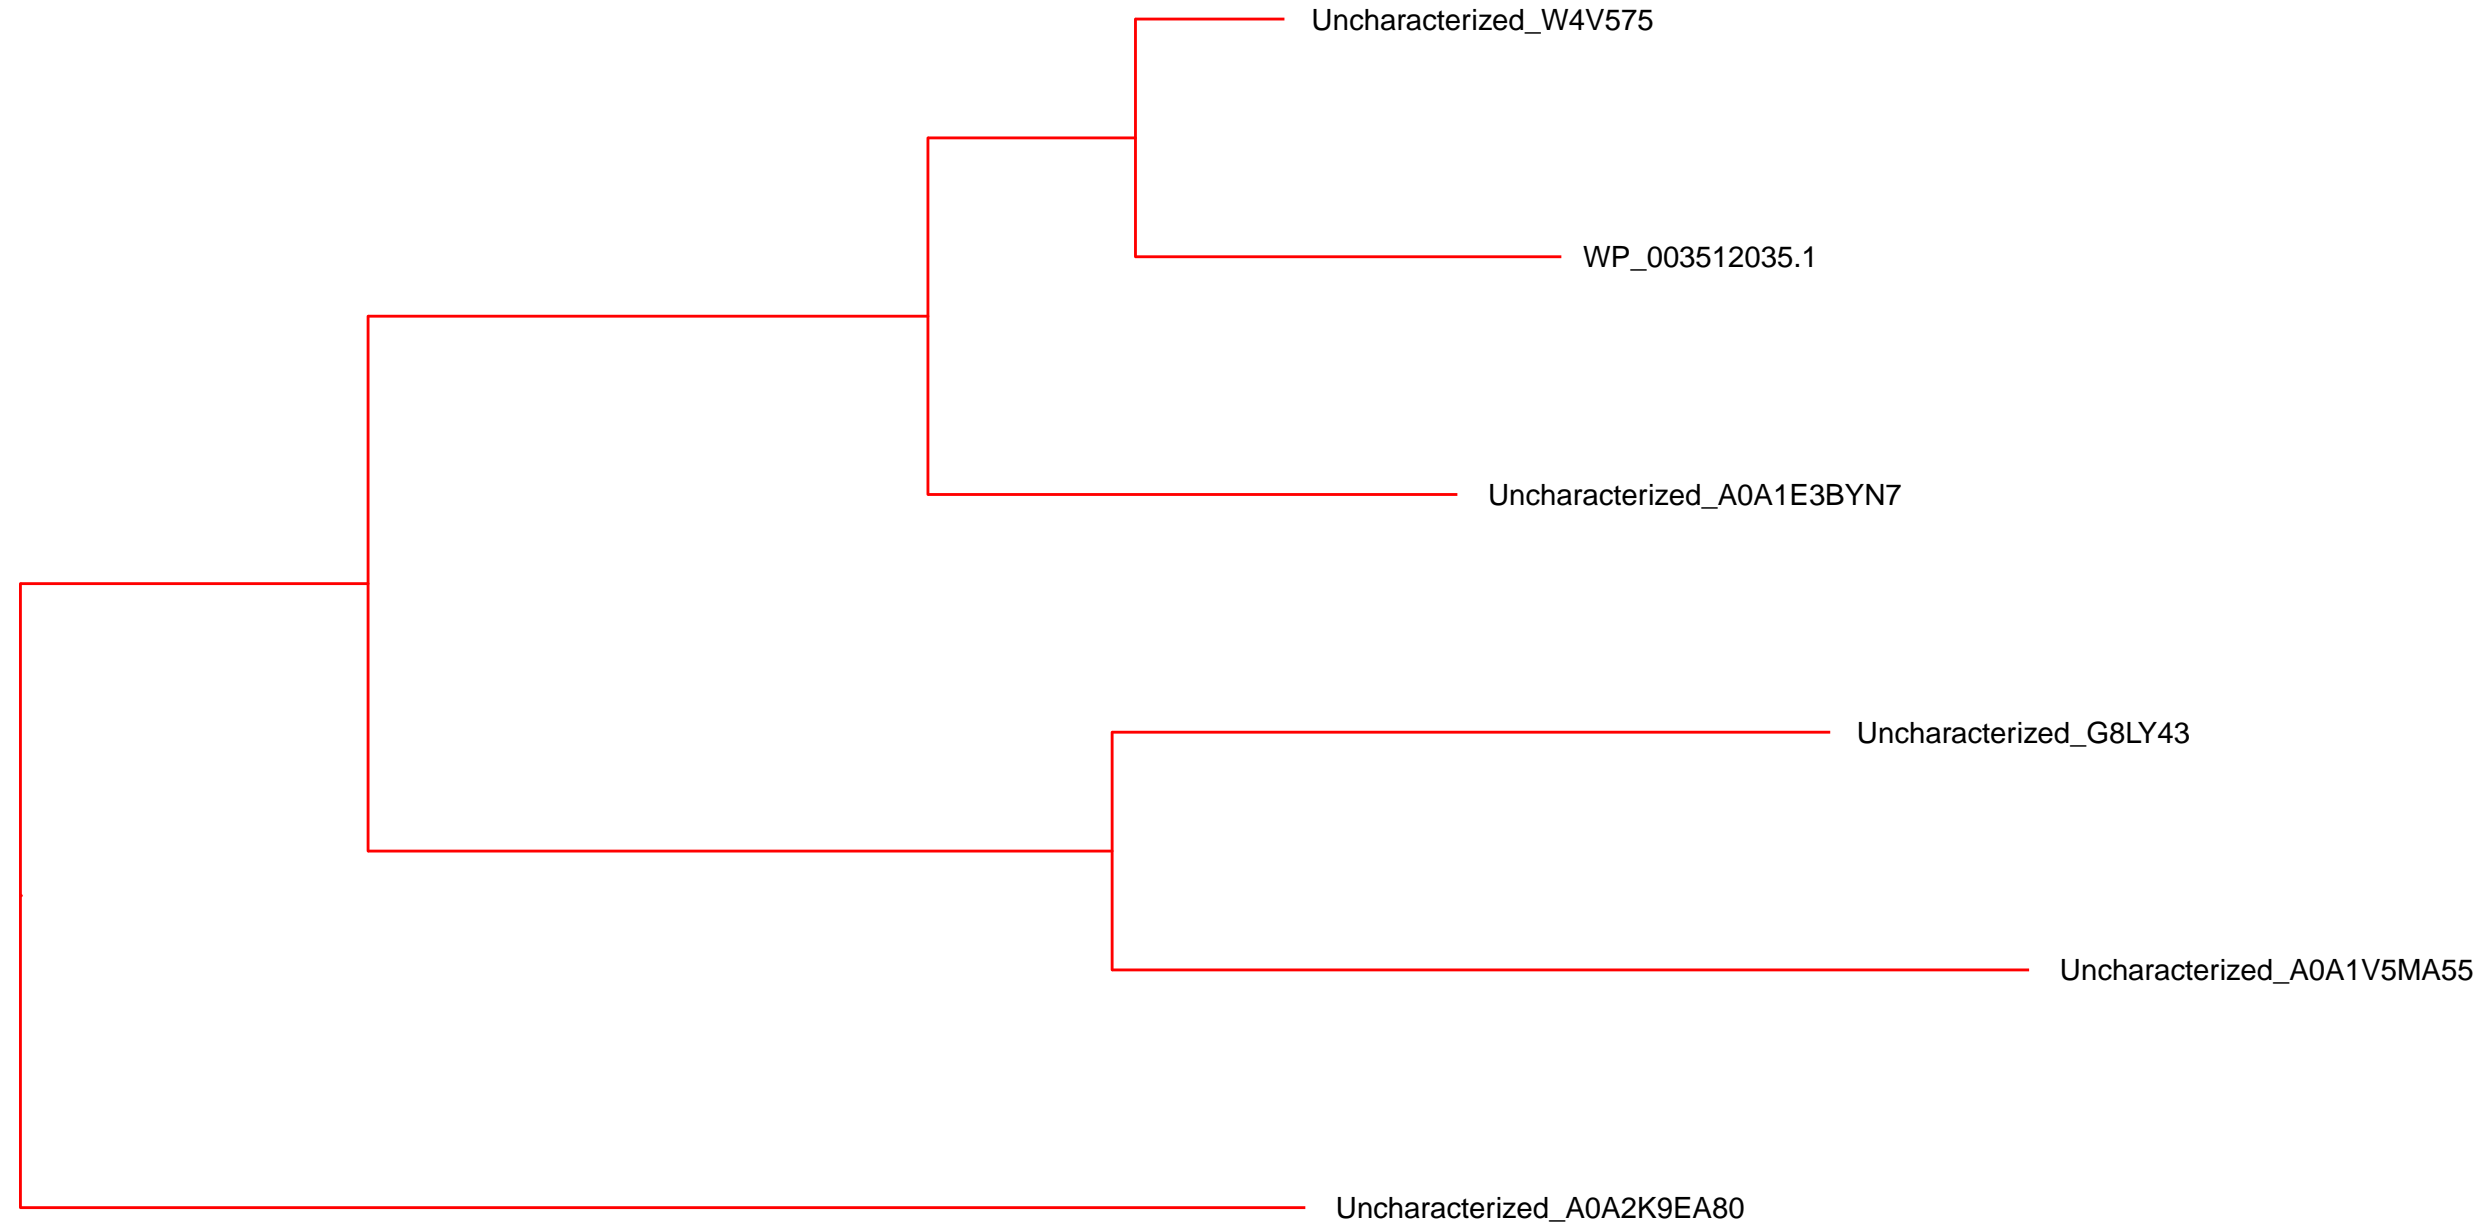 Uncharacterized_W4V575
WP_003512035.1
Uncharacterized_A0A1E3BYN7
Uncharacterized_G8LY43
Uncharacterized_A0A1V5MA55
Uncharacterized_A0A2K9EA80